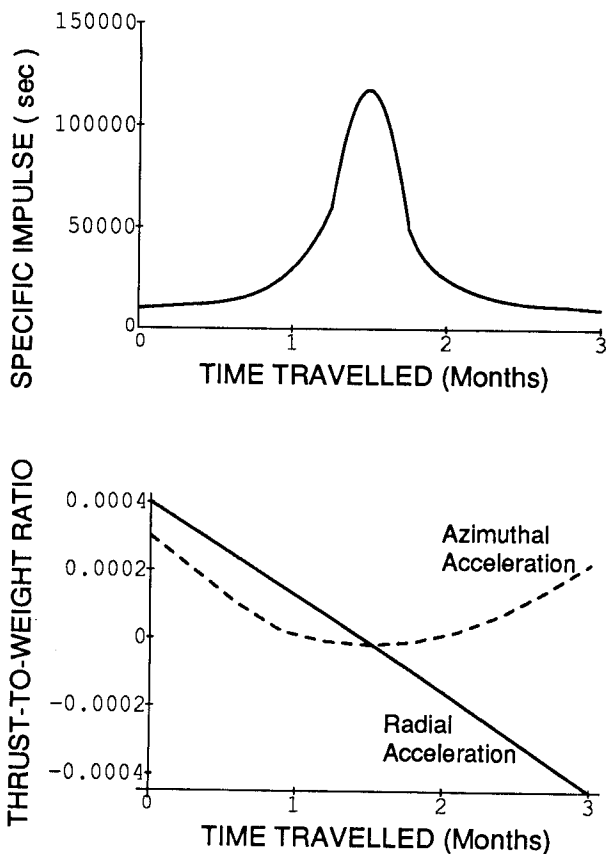 150000
100000
50000
0
SPECIFIC IMPULSE ( sec )
0 1 2 3
TIME TRAVELLED (Months)
0.0004
0.0002
0
-0.0002
-0.0004
THRUST-TO-WEIGHT RATIO
Azimuthal
Acceleration
Radial
Acceleration
0 1 2 3
TIME TRAVELLED (Months)